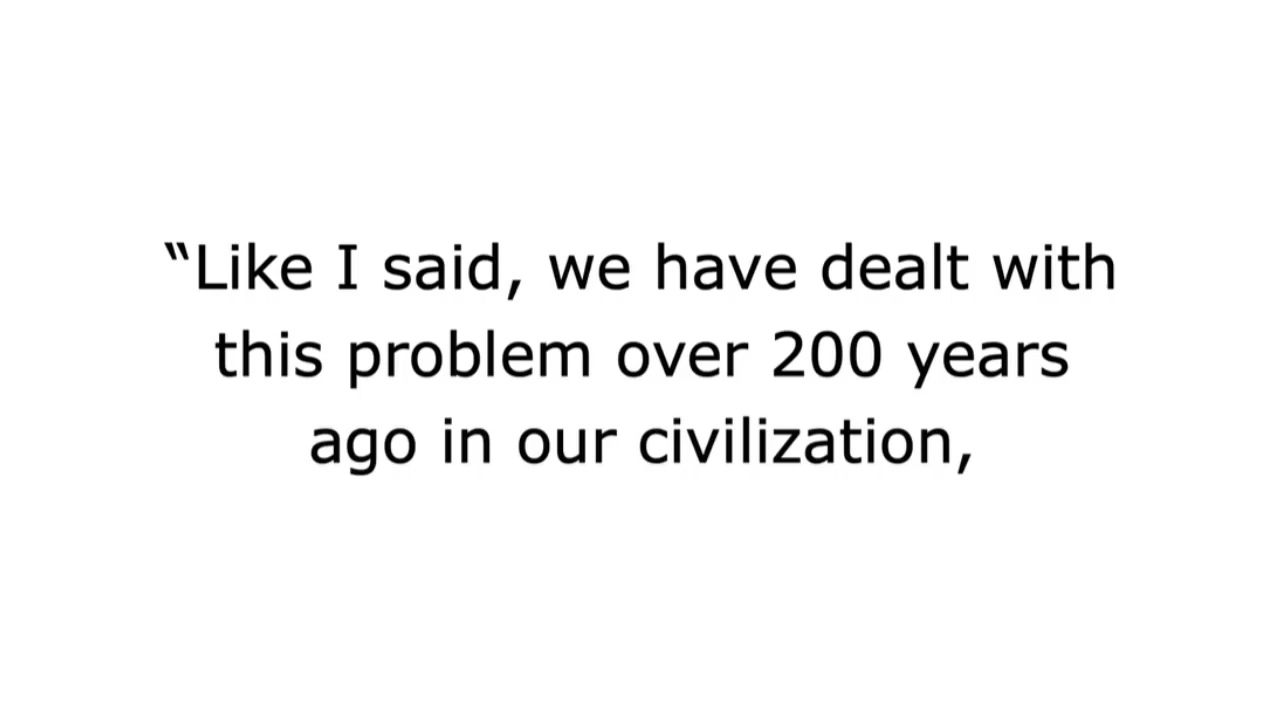 “Like I said, we have dealt with
this problem over 200 years
ago in our civilization,